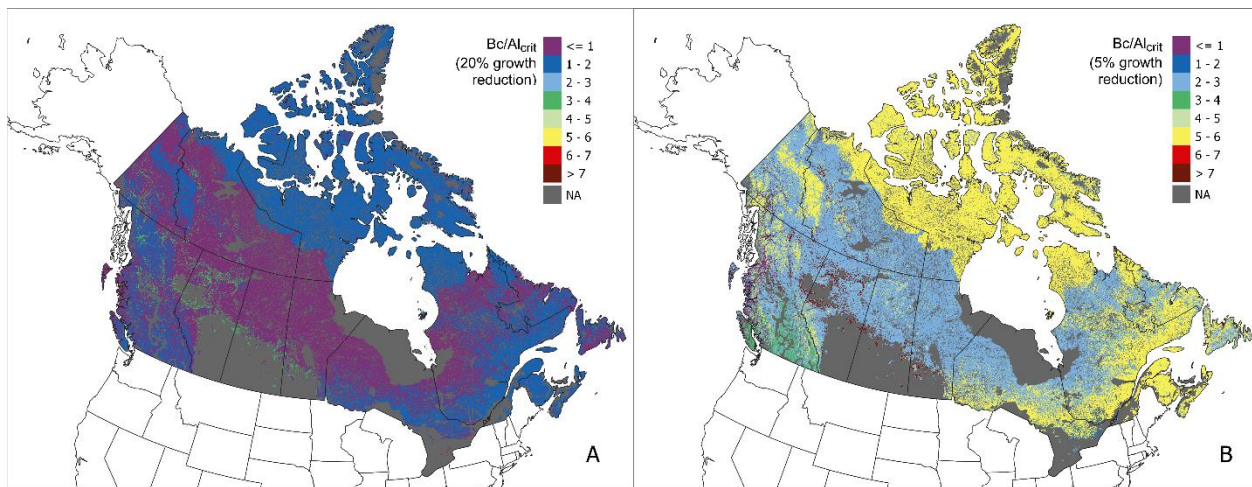 Bc/Alcrit
(20% growth
reduction)
<= 1
1 - 2
2 - 3
3 - 4
4 - 5
5 - 6
6 - 7
> 7
NA
A
Bc/Alcrit
(5% growth
reduction)
<= 1
1 - 2
2 - 3
3 - 4
4 - 5
5 - 6
6 - 7
> 7
NA
B